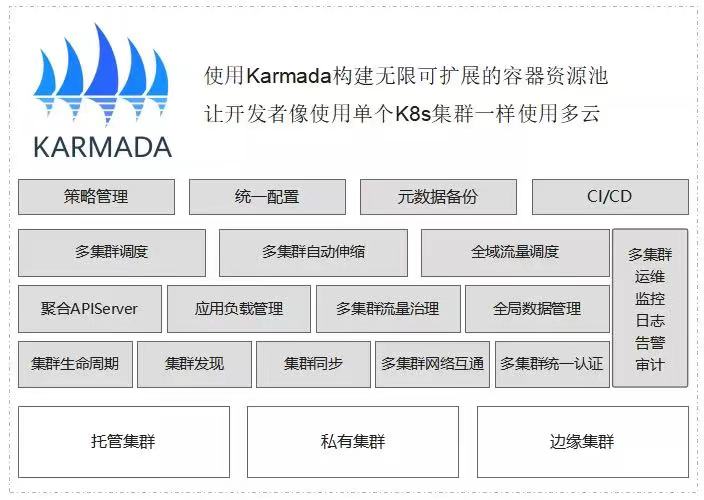 使用Karmada构建无限可扩展的容器资源池
让开发者像使用单个K8s集群一样使用多云
KARMADA
策略管理
统一配置
元数据备份
CI/CD
多集群调度
多集群自动伸缩
全域流量调度
多集群
运维
监控
日志
告警
审计
聚合APIServer
应用负载管理
多集群流量治理
全局数据管理
集群生命周期
集群发现
集群同步
多集群网络互通
多集群统一认证
托管集群
私有集群
边缘集群